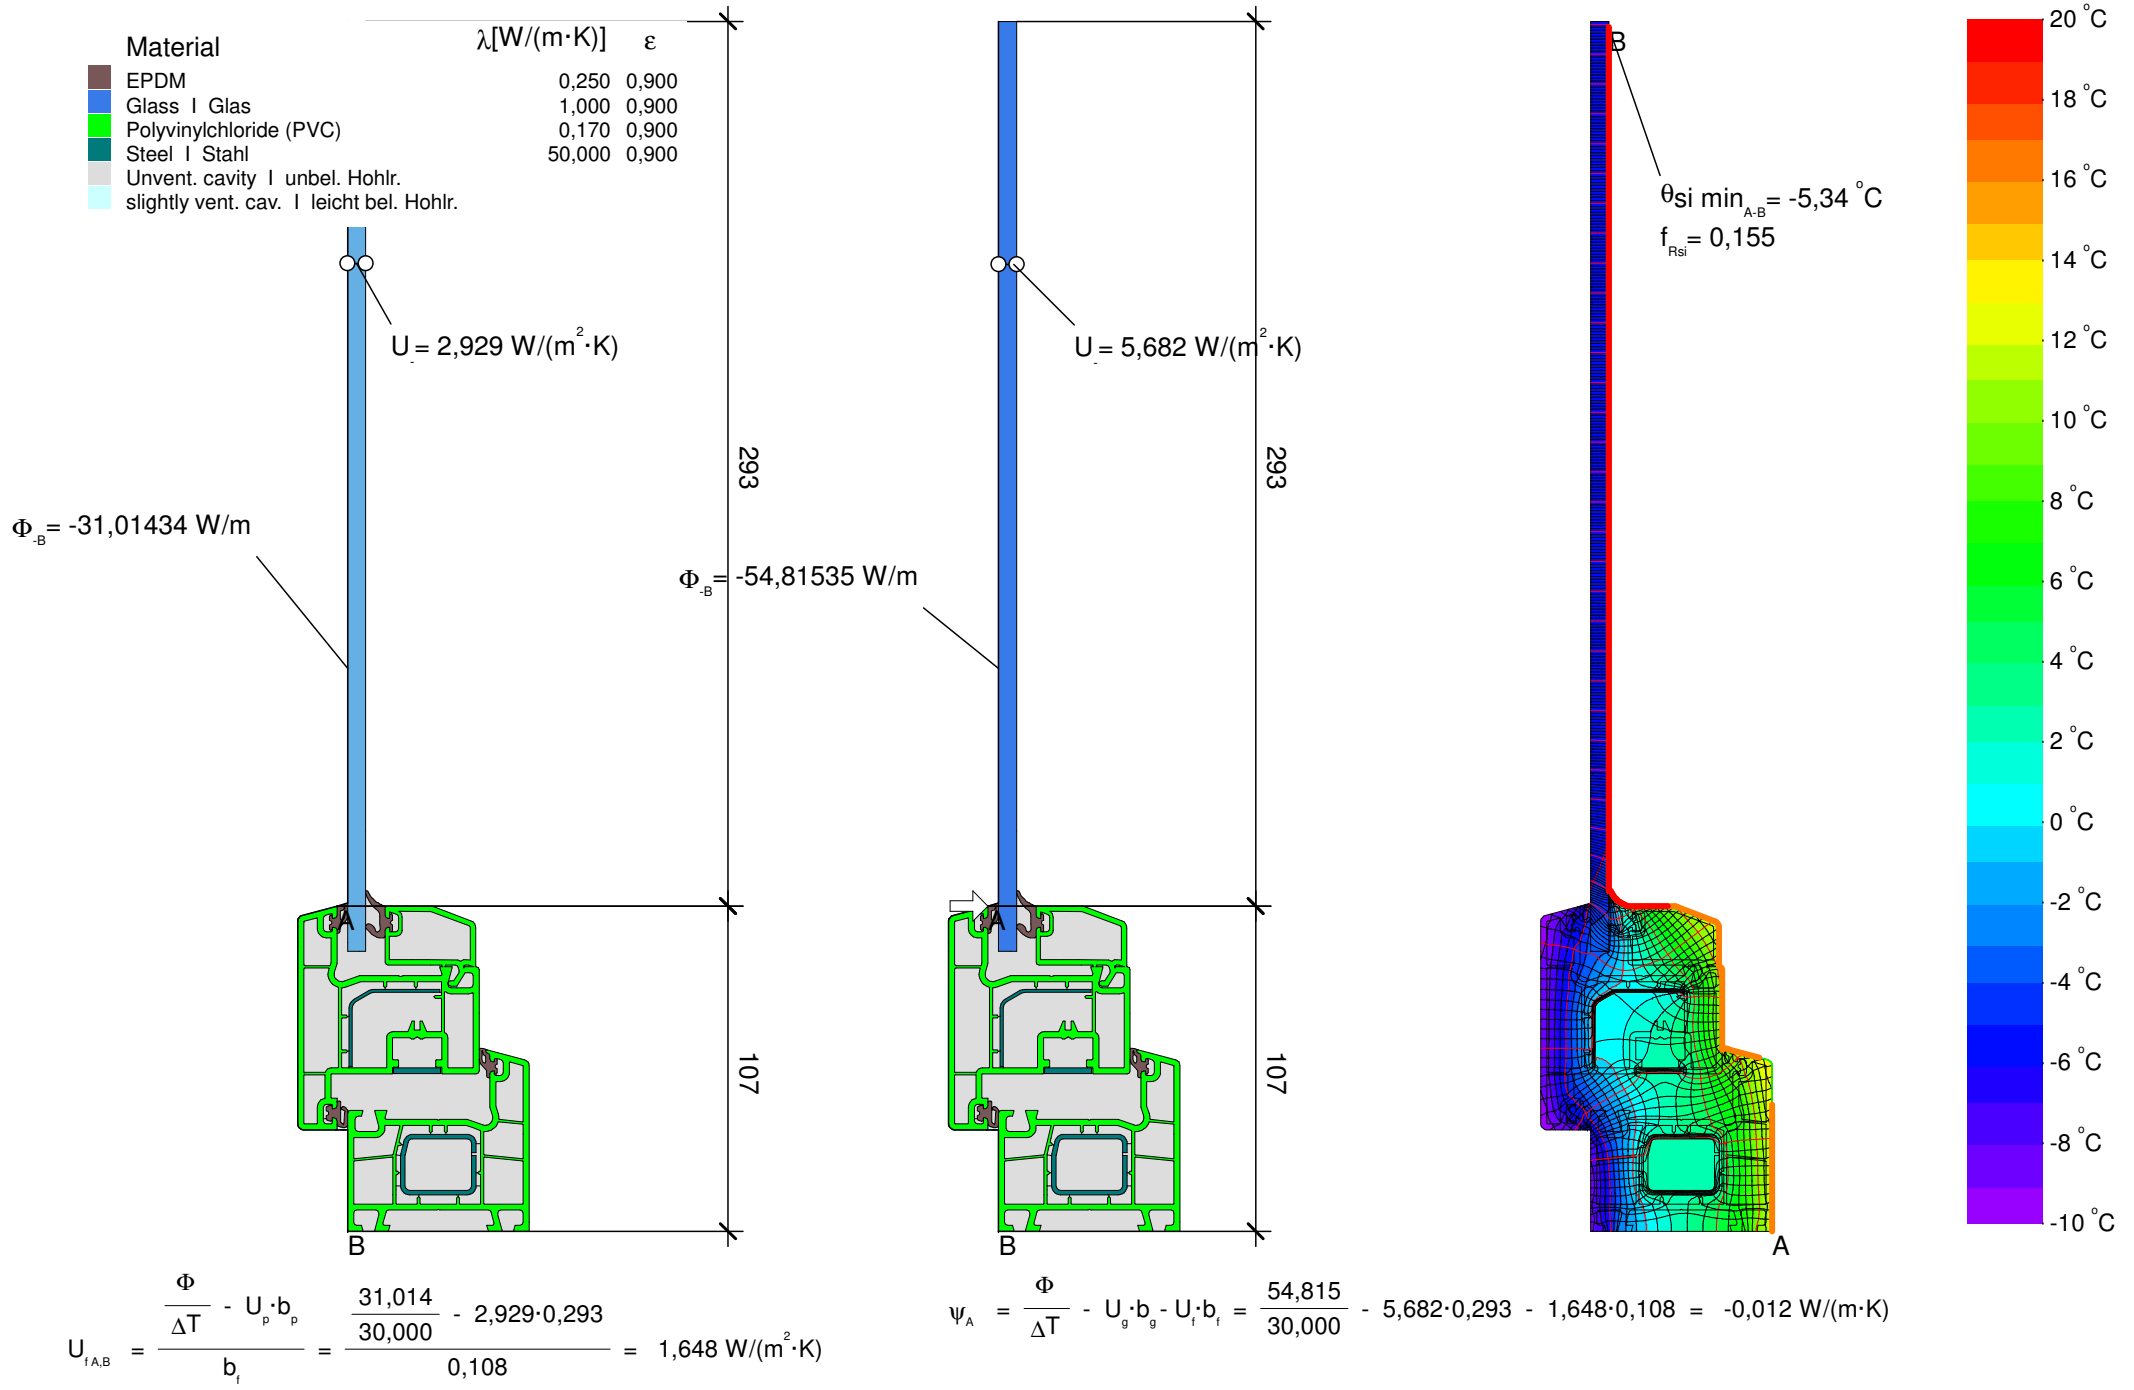 Material λ[W/(m·K)] ε
EPDM 0,250 0,900
Glass I Glas 1,000 0,900
Polyvinylchloride (PVC) 0,170 0,900
Steel I Stahl 50,000 0,900
Unvent. cavity I unbel. Hohlr.
slightly vent. cav. I leicht bel. Hohlr.
U = 2,929 W/(m²·K)
293
Φ-B = -31,01434 W/m
A
107
B
U = 5,682 W/(m²·K)
293
Φ-B = -54,81535 W/m
A
107
B
B
θsi min A-B = -5,34 °C
fRsi = 0,155
A
20 °C
18 °C
16 °C
14 °C
12 °C
10 °C
8 °C
6 °C
4 °C
2 °C
0 °C
-2 °C
-4 °C
-6 °C
-8 °C
-10 °C
Φ
ΔT - Up·bp 31,014
30,000 - 2,929·0,293
Uf A,B = = = 1,648 W/(m²·K)
bf 0,108
ψA = Φ
ΔT - Ug·bg - Uf·bf = 54,815
30,000 - 5,682·0,293 - 1,648·0,108 = -0,012 W/(m·K)